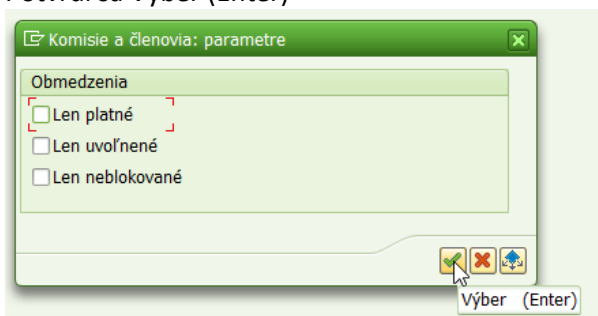 Komisie a členovia: parametre
Obmedzenia
Len platné
Len uvoľnené
Len neblokované
Výber (Enter)